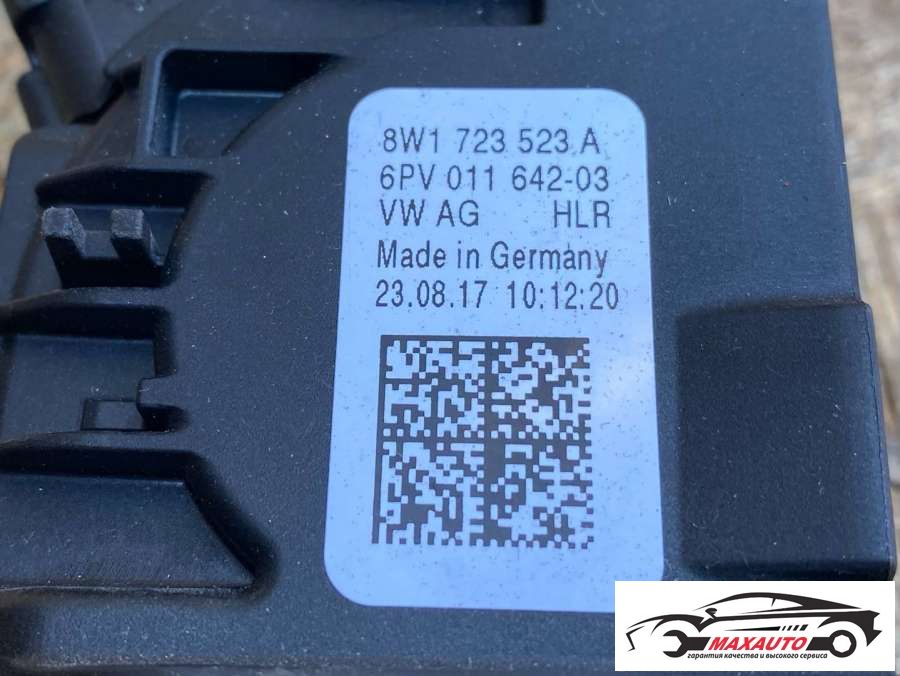 8W1 723 523 A
6PV 011 642-03
VW AG HLR
Made in Germany
23.08.17 10:12:20
MAXAUTO
гарантия качества и высокого сервиса